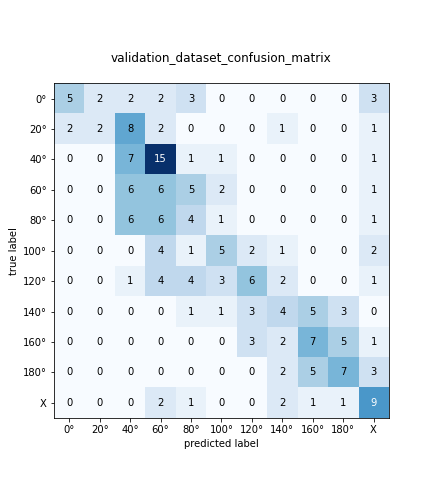 validation_dataset_confusion_matrix
0° 5 2 2 2 3 0 0 0 0 0 3
20° 2 2 8 2 0 0 0 1 0 0 1
40° 0 0 7 15 1 1 0 0 0 0 1
60° 0 0 6 6 5 2 0 0 0 0 1
80° 0 0 6 6 4 1 0 0 0 0 1
100° 0 0 0 4 1 5 2 1 0 0 2
120° 0 0 1 4 4 3 6 2 0 0 1
140° 0 0 0 0 1 1 3 4 5 3 0
160° 0 0 0 0 0 0 3 2 7 5 1
180° 0 0 0 0 0 0 0 2 5 7 3
X 0 0 0 2 1 0 0 2 1 1 9
0° 20° 40° 60° 80° 100° 120° 140° 160° 180° X
true label
predicted label